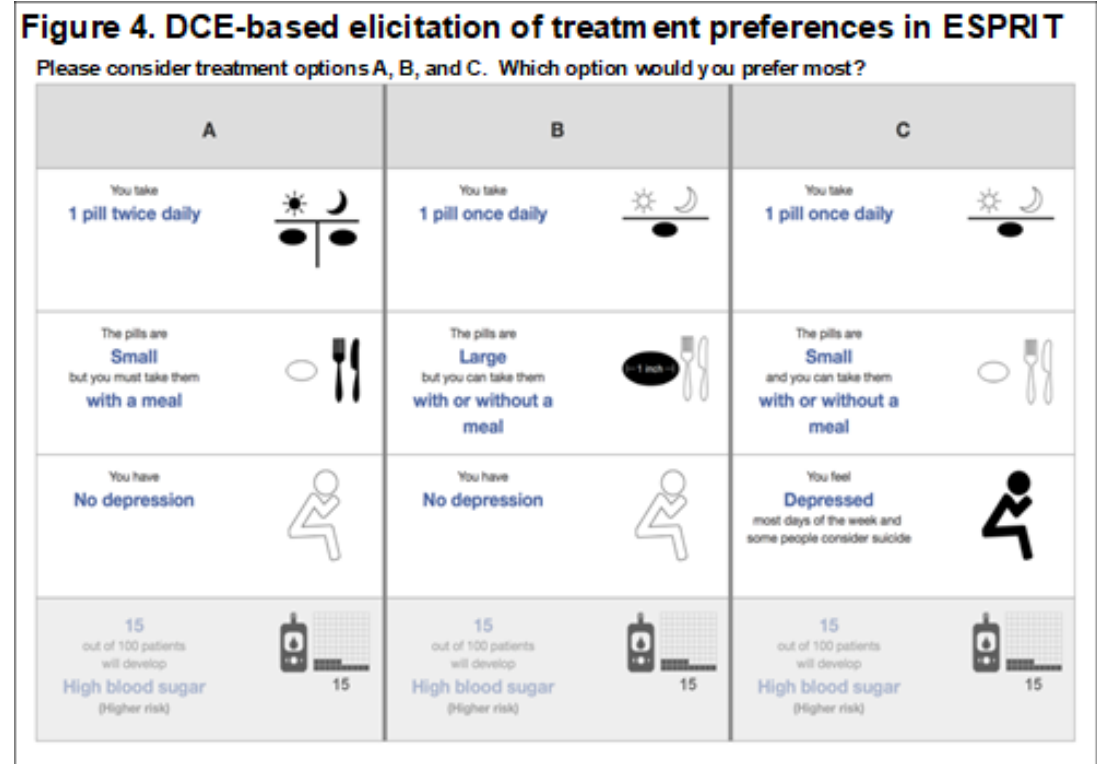 Figure 4. DCE-based elicitation of treatment preferences in ESPRIT
Please consider treatment options A, B, and C. Which option would you prefer most?
A
B
C
You take
1 pill twice daily
You take
1 pill once daily
You take
1 pill once daily
The pills are
Small
but you must take them
with a meal
The pills are
Large
but you can take them
with or without a
meal
1 inch
The pills are
Small
and you can take them
with or without a
meal
You have
No depression
You have
No depression
You feel
Depressed
most days of the week and
some people consider suicide
15
out of 100 patients
will develop
High blood sugar
(Higher risk)
15
15
out of 100 patients
will develop
High blood sugar
(Higher risk)
15
15
out of 100 patients
will develop
High blood sugar
(Higher risk)
15